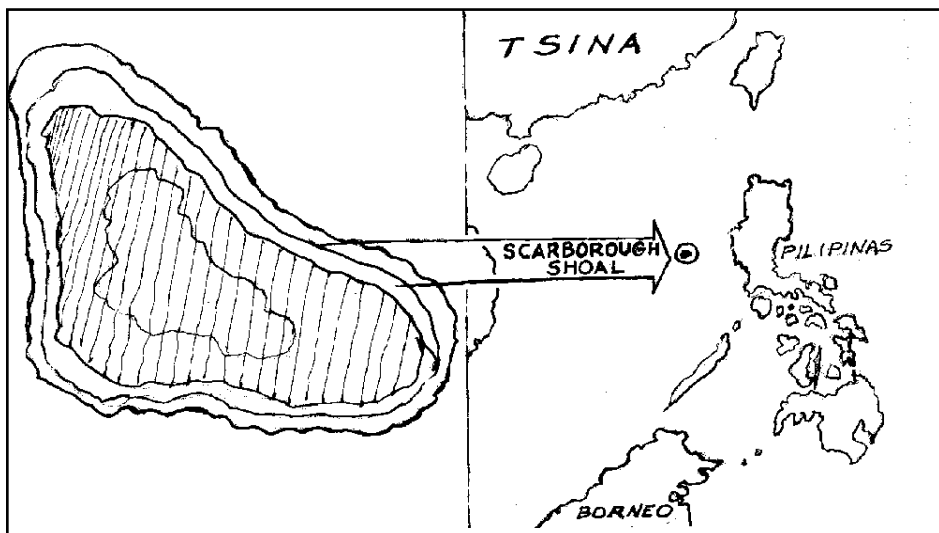 TSINA
SCARBOROUGH
SHOAL
PILIPINAS
BORNEO